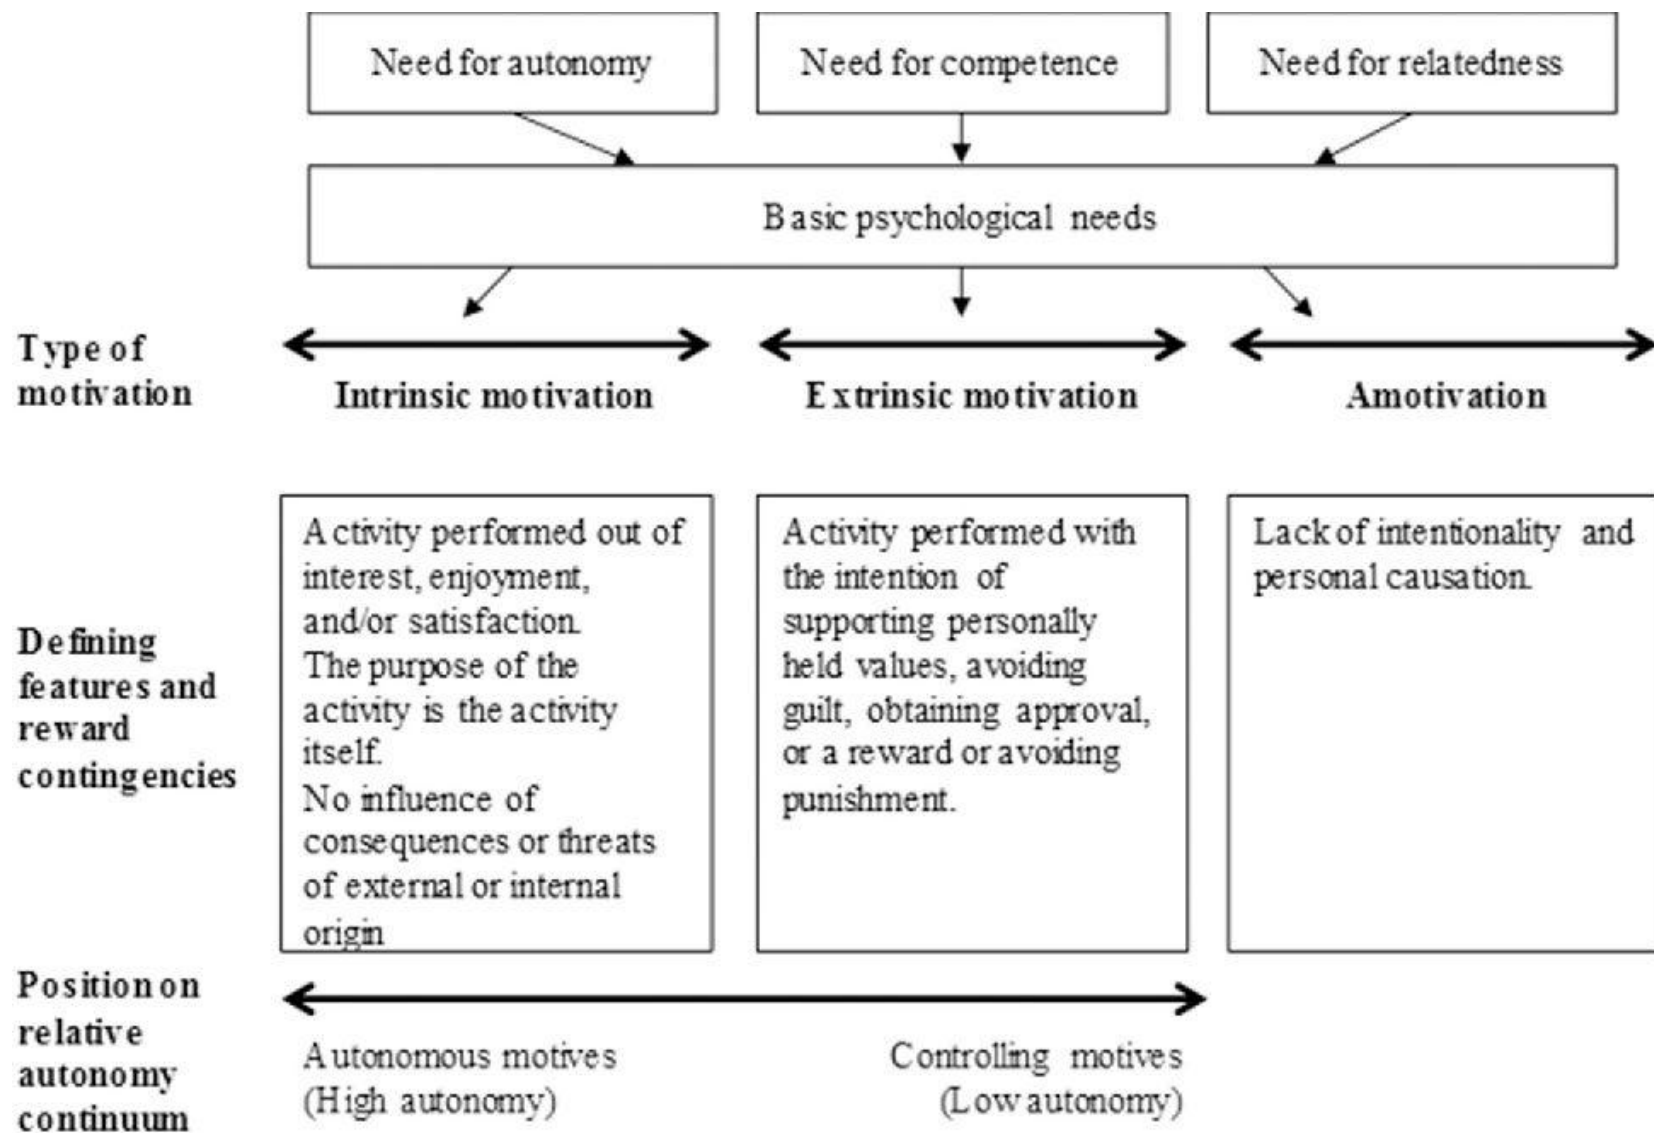 Need for autonomy
Need for competence
Need for relatedness
Basic psychological needs
Type of
motivation
Intrinsic motivation
Extrinsic motivation
Amotivation
Defining
features and
reward
contingencies
Activity performed out of
interest, enjoyment,
and/or satisfaction.
The purpose of the
activity is the activity
itself.
No influence of
consequences or threats
of external or internal
origin
Activity performed with
the intention of
supporting personally
held values, avoiding
guilt, obtaining approval,
or a reward or avoiding
punishment.
Lack of intentionality and
personal causation.
Position on
relative
autonomy
continuum
Autonomous motives
(High autonomy)
Controlling motives
(Low autonomy)